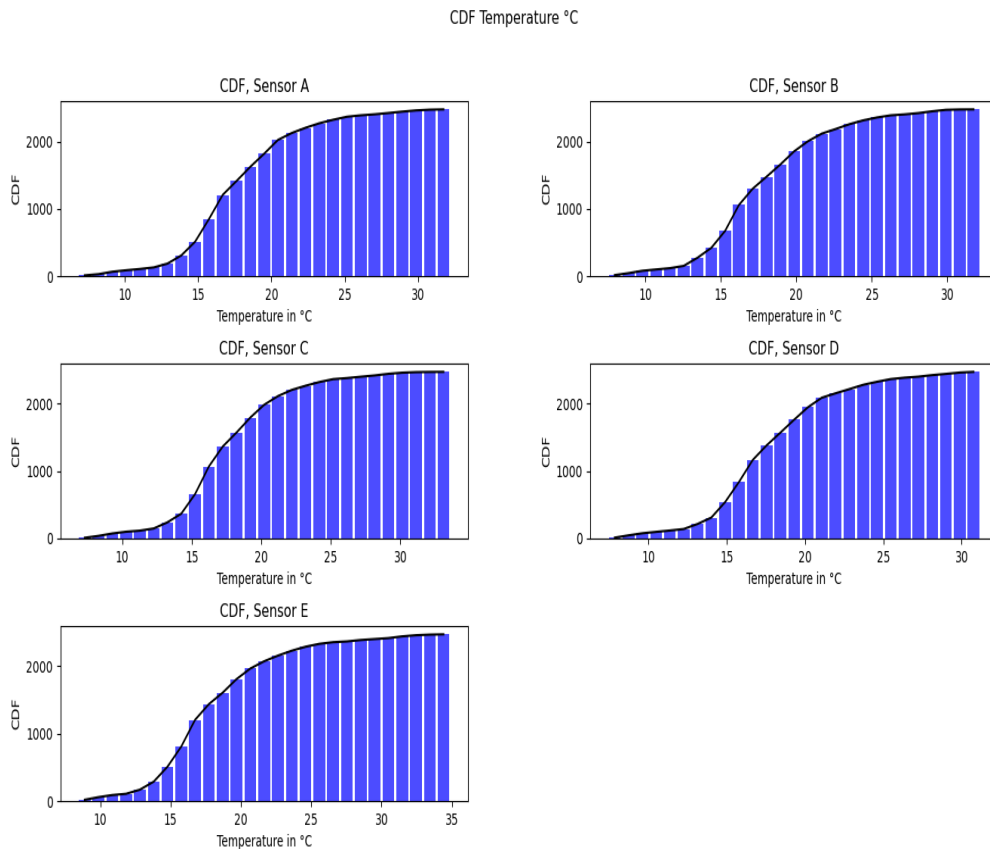 CDF Temperature °C
CDF, Sensor A
CDF
2000
1000
0
10 15 20 25 30
Temperature in °C
CDF, Sensor B
CDF
2000
1000
0
10 15 20 25 30
Temperature in °C
CDF, Sensor C
CDF
2000
1000
0
10 15 20 25 30
Temperature in °C
CDF, Sensor D
CDF
2000
1000
0
10 15 20 25 30
Temperature in °C
CDF, Sensor E
CDF
2000
1000
0
10 15 20 25 30 35
Temperature in °C